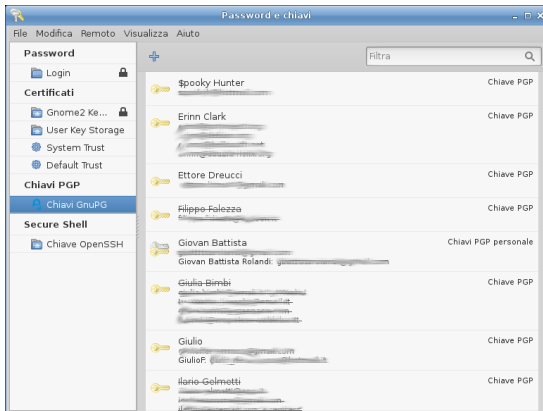 Password e chiavi
File Modifica Remoto Visualizza Aiuto
Password
Login
Certificati
Gnome2 Ke...
User Key Storage
System Trust
Default Trust
Chiavi PGP
Chiavi GnuPG
Secure Shell
Chiave OpenSSH
Filtra
$pooky Hunter
Chiave PGP
Erinn Clark
Chiave PGP
Ettore Dreucci
Chiave PGP
Filippo Falezza
Chiave PGP
Giovan Battista
Chiavi PGP personale
Giovan Battista Rolandi:
Giulia Bimbi
Chiave PGP
Giulio
Chiave PGP
GiulioF.
Ilario Gelmetti
Chiave PGP